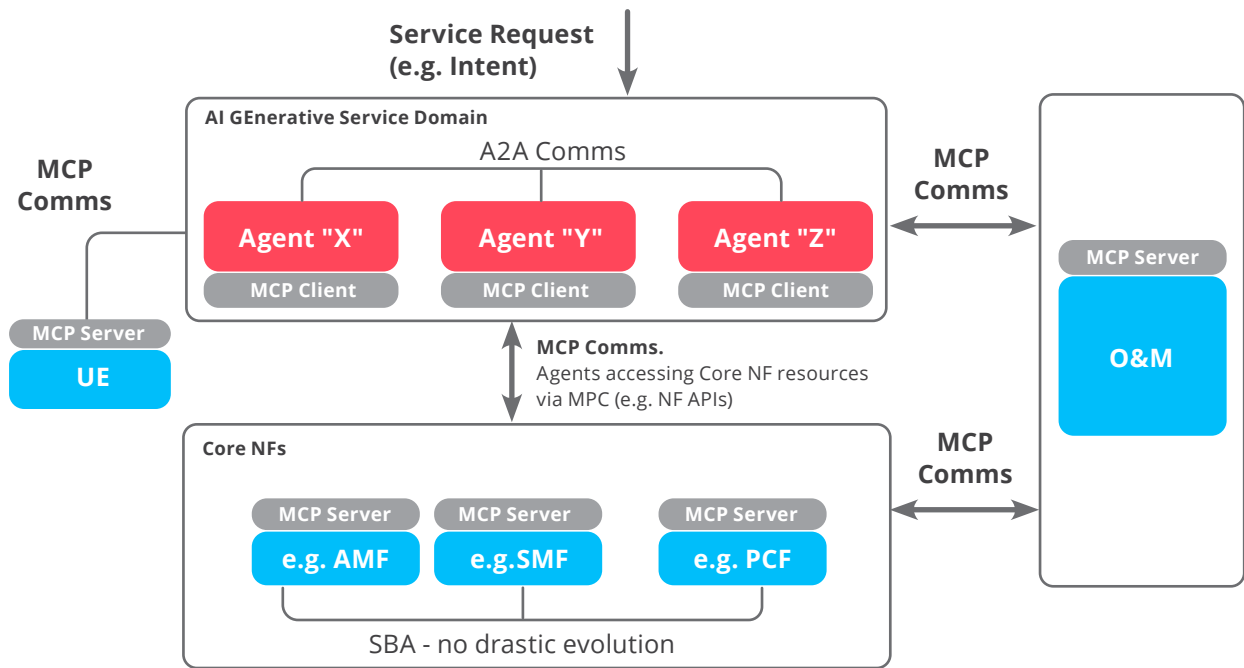 Service Request
(e.g. Intent)
AI GEnerative Service Domain
A2A Comms
MCP
Comms
Agent "X"
Agent "Y"
Agent "Z"
MCP Client
MCP Client
MCP Client
MCP
Comms
MCP Server
UE
MCP Server
O&M
MCP Comms.
Agents accessing Core NF resources
via MPC (e.g. NF APIs)
Core NFs
MCP
Comms
MCP Server
MCP Server
MCP Server
e.g. AMF
e.g.SMF
e.g. PCF
SBA - no drastic evolution